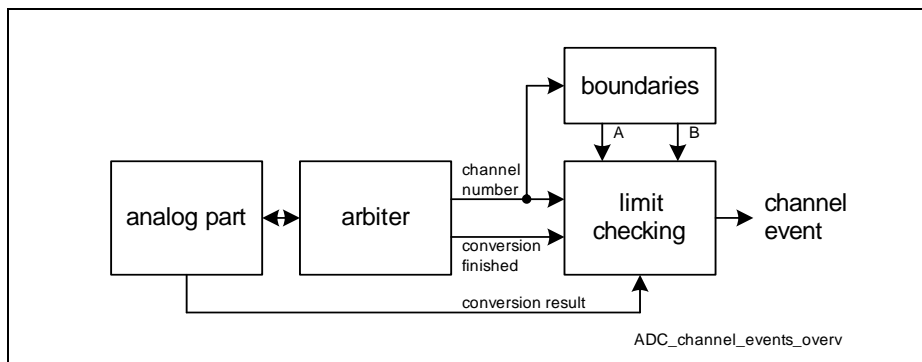 boundaries
A
B
channel
number
analog part
arbiter
limit
checking
channel
event
conversion
finished
conversion result
ADC_channel_events_overv